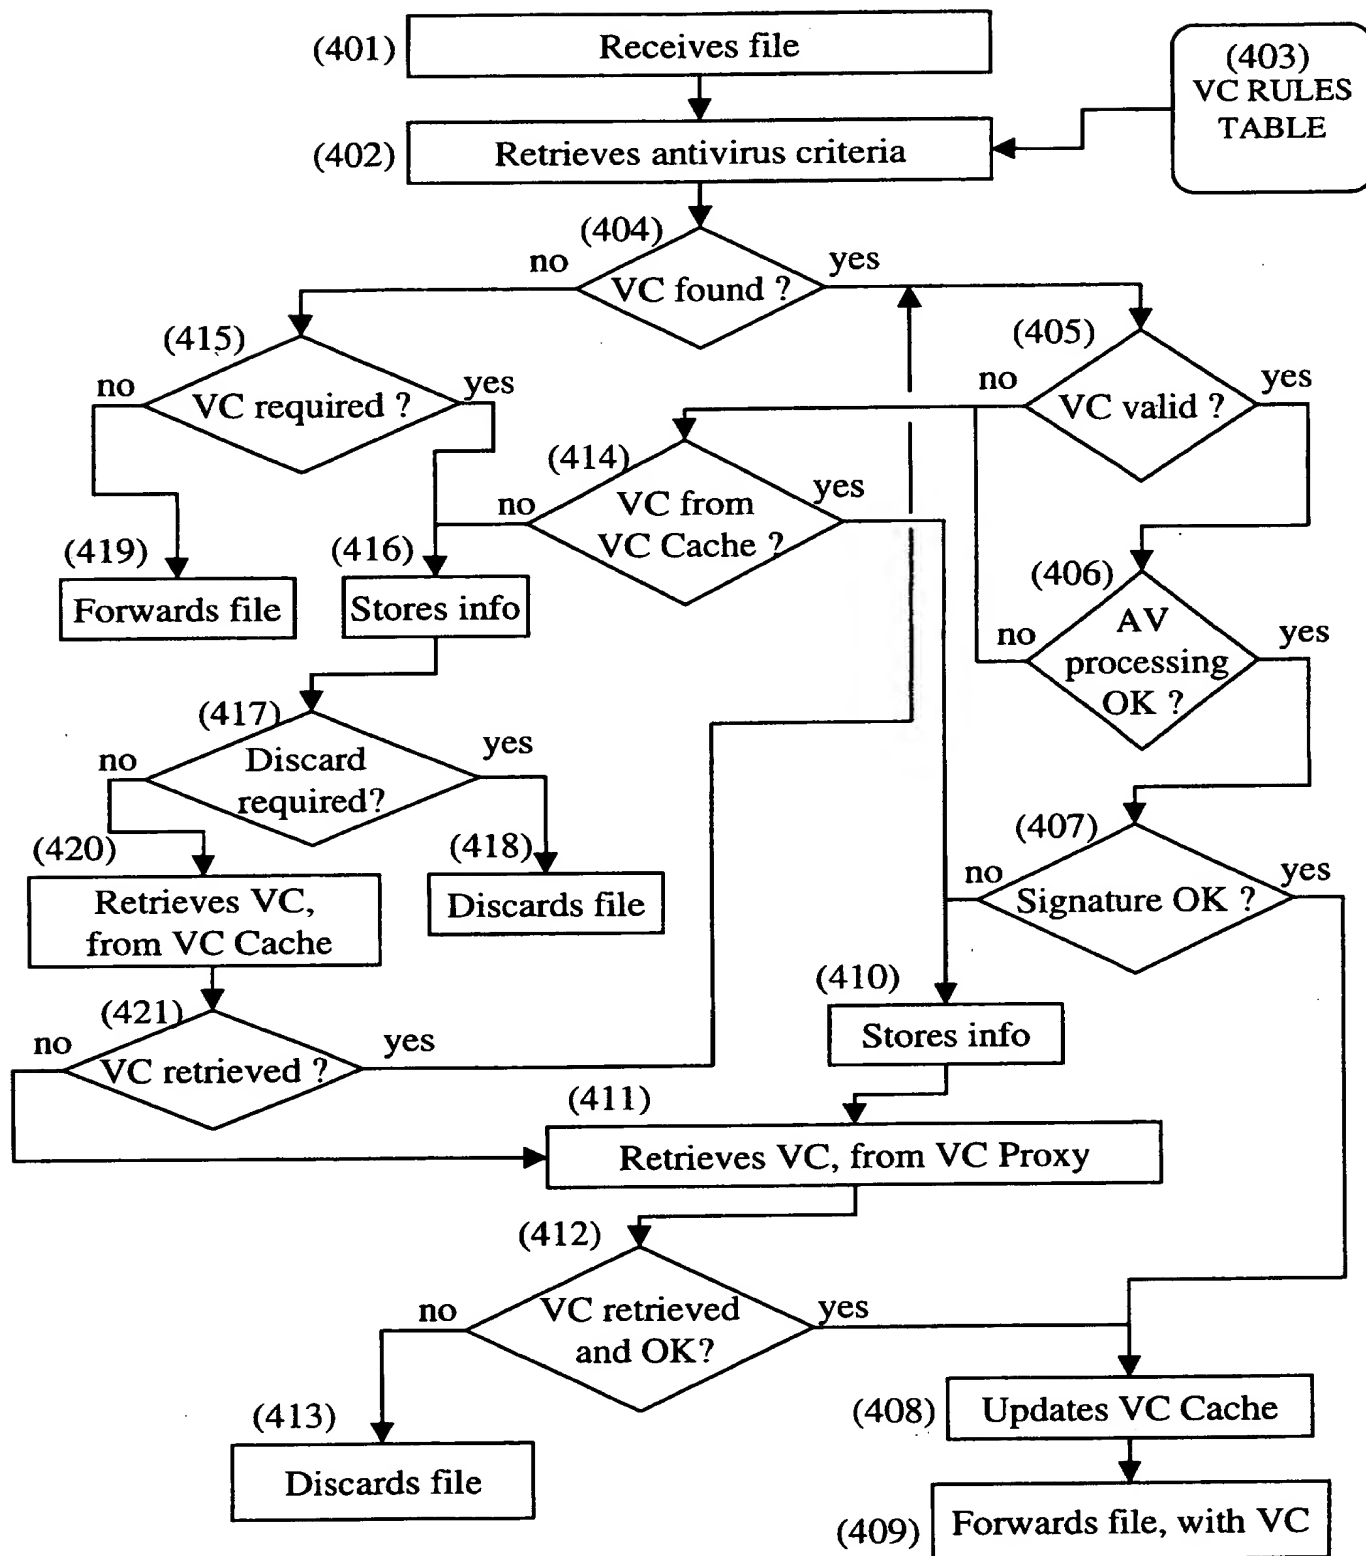 (401)
Receives file
(403)
VC RULES
TABLE
(402)
Retrieves antivirus criteria
(404)
no
yes
VC found ?
(415)
(405)
no
yes
no
yes
VC required ?
VC valid ?
(414)
no
yes
VC from
VC Cache ?
(419)
(416)
(406)
Forwards file
Stores info
no
yes
AV
processing
OK ?
(417)
no
yes
Discard
required?
(420)
(418)
(407)
no
yes
Retrieves VC,
from VC Cache
Discards file
Signature OK ?
(421)
(410)
no
yes
VC retrieved ?
Stores info
(411)
Retrieves VC, from VC Proxy
(412)
no
yes
VC retrieved
and OK?
(413)
(408)
Updates VC Cache
Discards file
(409)
Forwards file, with VC